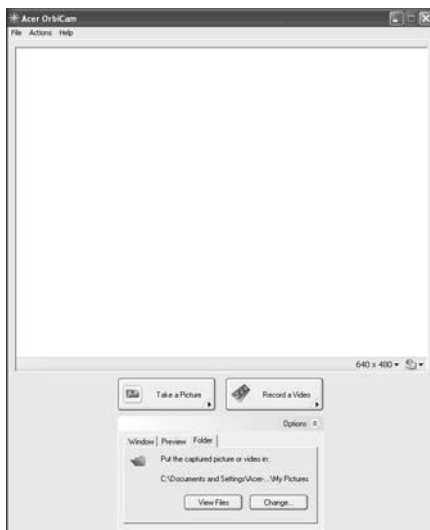 Acer OrbiCam
File Actions Help
640 x 480
Take a Picture Record a Video
Options
Window Preview Folder
Put the captured picture or video in:
C:\Documents and Settings\Acer-...\My Pictures
View Files Change...